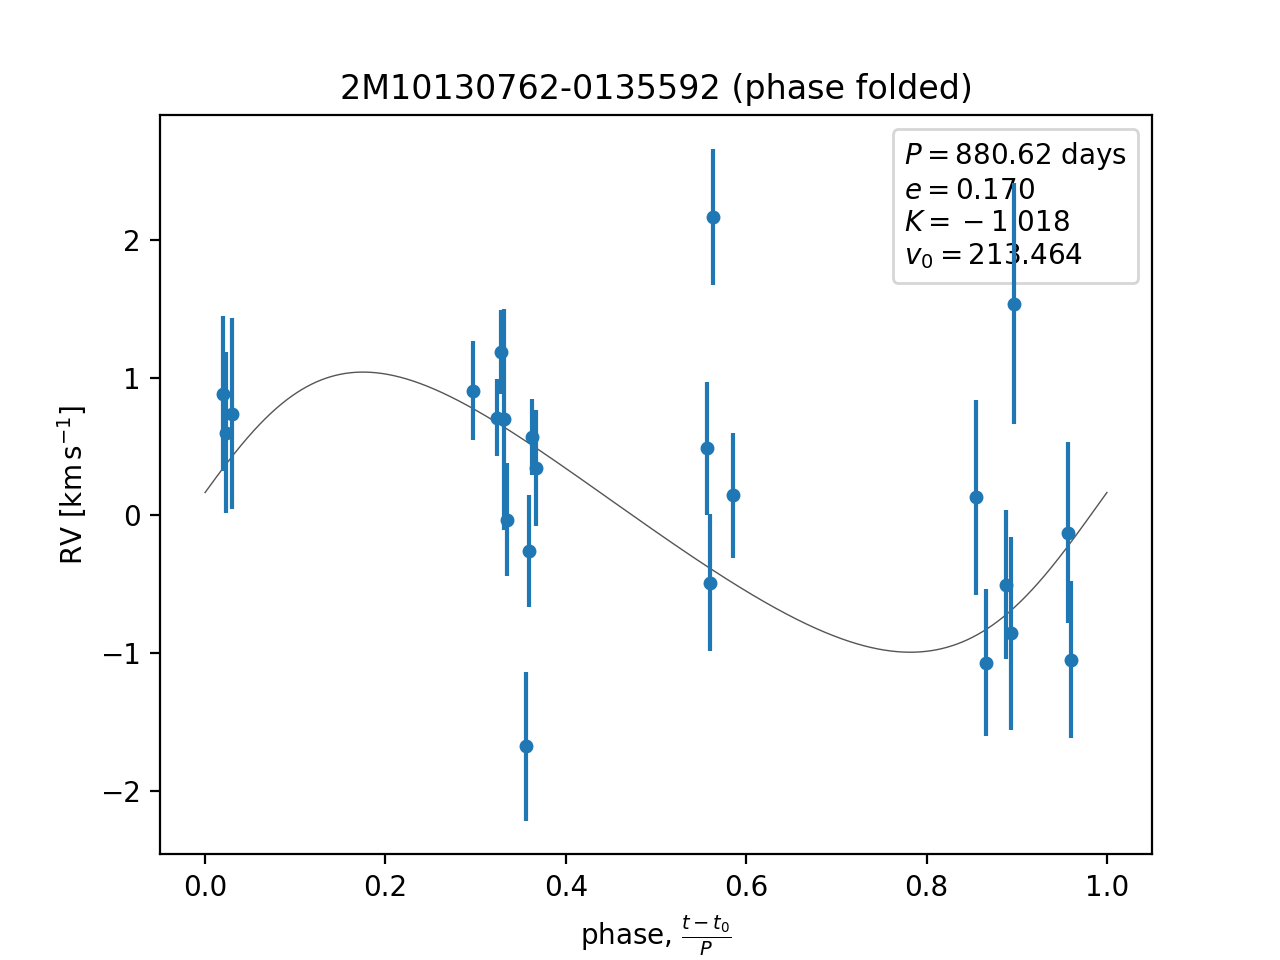 2M10130762-0135592 (phase folded)
P = 880.62 days
e = 0.170
K = −1.018
v₀ = 213.464
RV [km s⁻¹]
2
1
0
−1
−2
0.0 0.2 0.4 0.6 0.8 1.0
phase, (t − t₀)/P